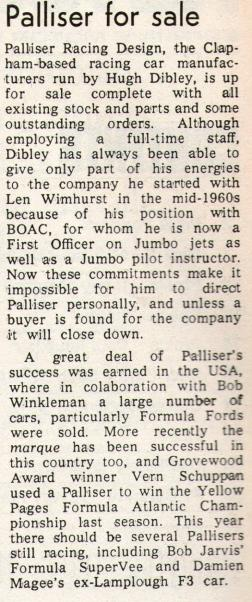 Palliser for sale
Palliser Racing Design, the Clap-
ham-based racing car manufac-
turers run by Hugh Dibley, is up
for sale complete with all
existing stock and parts and some
outstanding orders. Although
employing a full-time staff,
Dibley has always been able to
give only part of his energies
to the company he started with
Len Wimhurst in the mid-1960s
because of his position with
BOAC, for whom he is now a
First Officer on Jumbo jets as
well as a Jumbo pilot instructor.
Now these commitments make it
impossible for him to direct
Palliser personally, and unless a
buyer is found for the company
it will close down.
A great deal of Palliser's
success was earned in the USA,
where in colaboration with Bob
Winkleman a large number of
cars, particularly Formula Fords
were sold. More recently the
marque has been successful in
this country too, and Grovewood
Award winner Vern Schuppan
used a Palliser to win the Yellow
Pages Formula Atlantic Cham-
pionship last season. This year
there should be several Pallisers
still racing, including Bob Jarvis'
Formula SuperVee and Damien
Magee's ex-Lamplough F3 car.